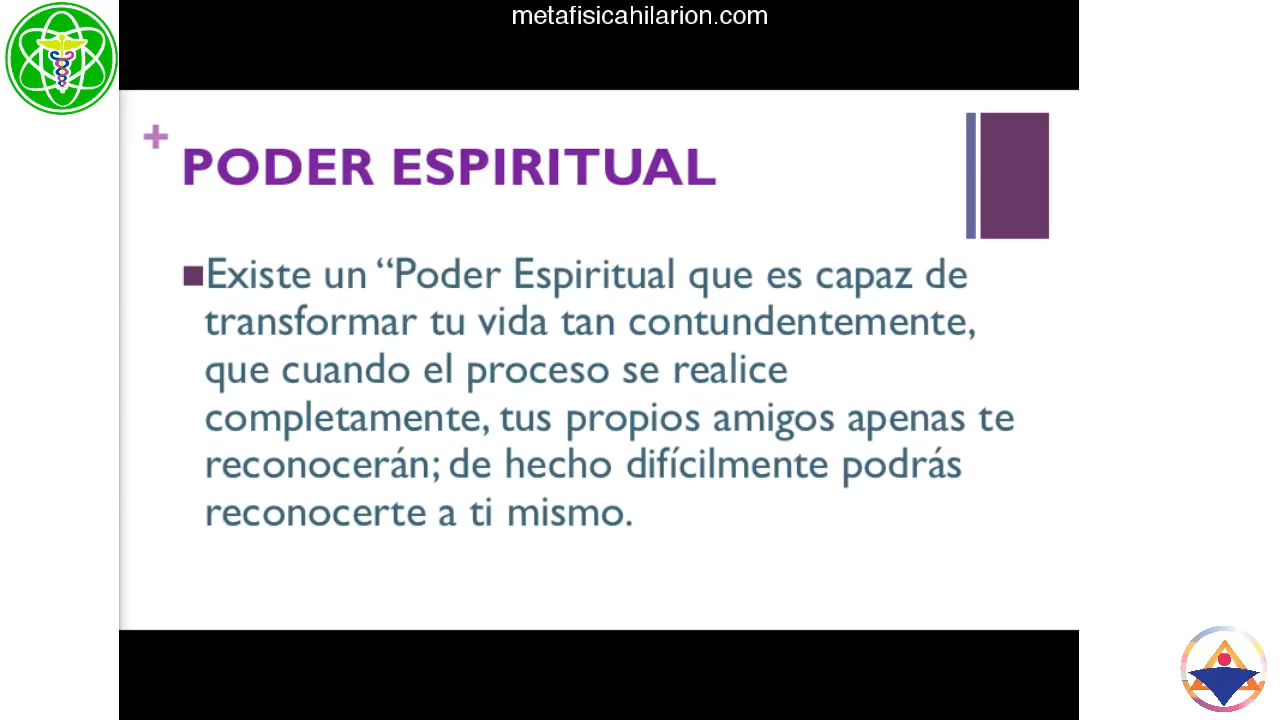 metafisicahilarion.com
+
PODER ESPIRITUAL
■Existe un “Poder Espiritual que es capaz de
transformar tu vida tan contundentemente,
que cuando el proceso se realice
completamente, tus propios amigos apenas te
reconocerán; de hecho difícilmente podrás
reconocerte a ti mismo.